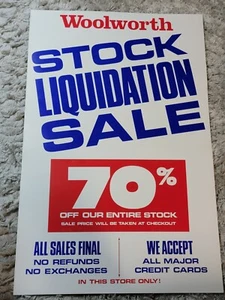 Woolworth
STOCK
LIQUIDATION
SALE
70%
OFF OUR ENTIRE STOCK
SALE PRICE WILL BE TAKEN AT CHECKOUT
ALL SALES FINAL
NO REFUNDS
NO EXCHANGES
WE ACCEPT
ALL MAJOR
CREDIT CARDS
IN THIS STORE ONLY!